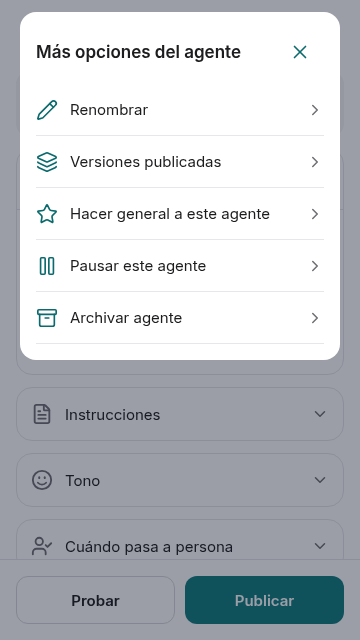 Más opciones del agente
Renombrar
Versiones publicadas
Hacer general a este agente
Pausar este agente
Archivar agente
Instrucciones
Tono
Cuándo pasa a persona
Probar
Publicar